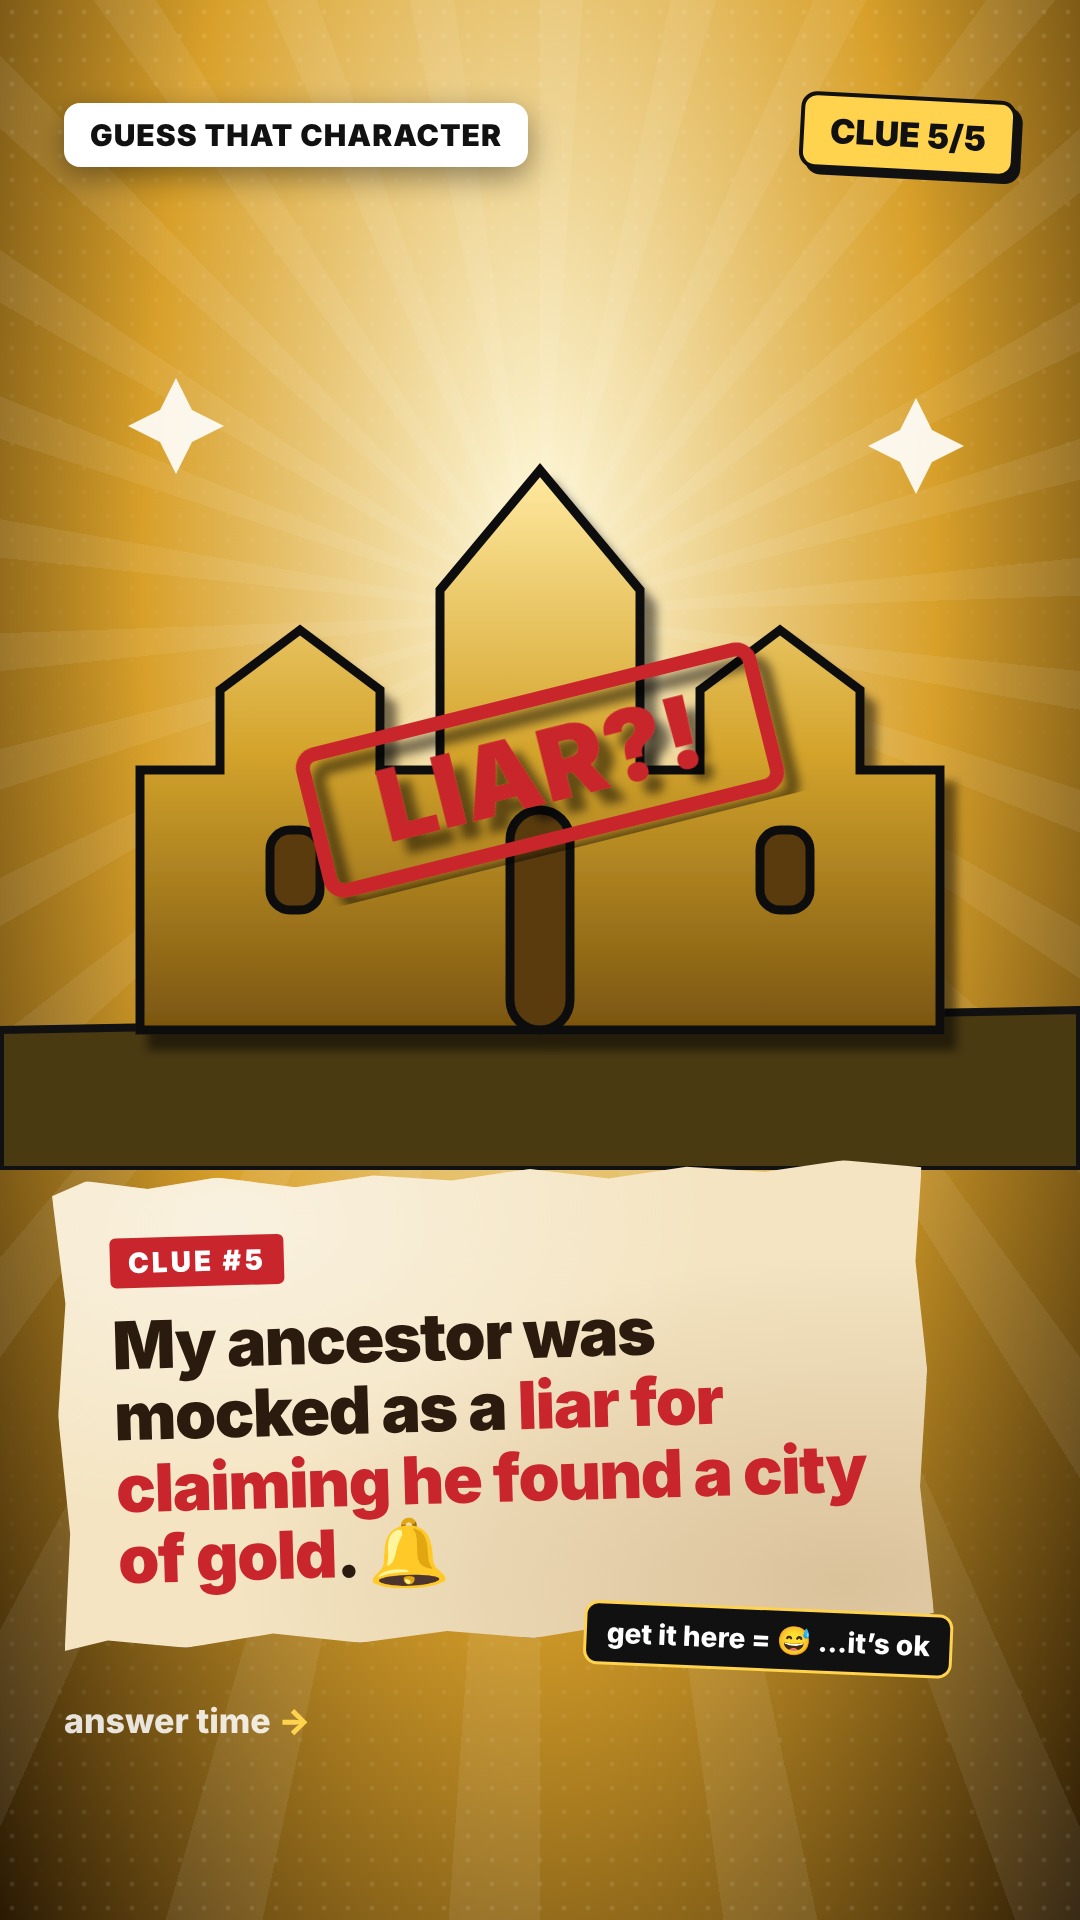 GUESS THAT CHARACTER
CLUE 5/5
LIAR?!
CLUE #5
My ancestor was
mocked as a liar for
claiming he found a city
of gold. 🔔
get it here = 😅 ...it’s ok
answer time →